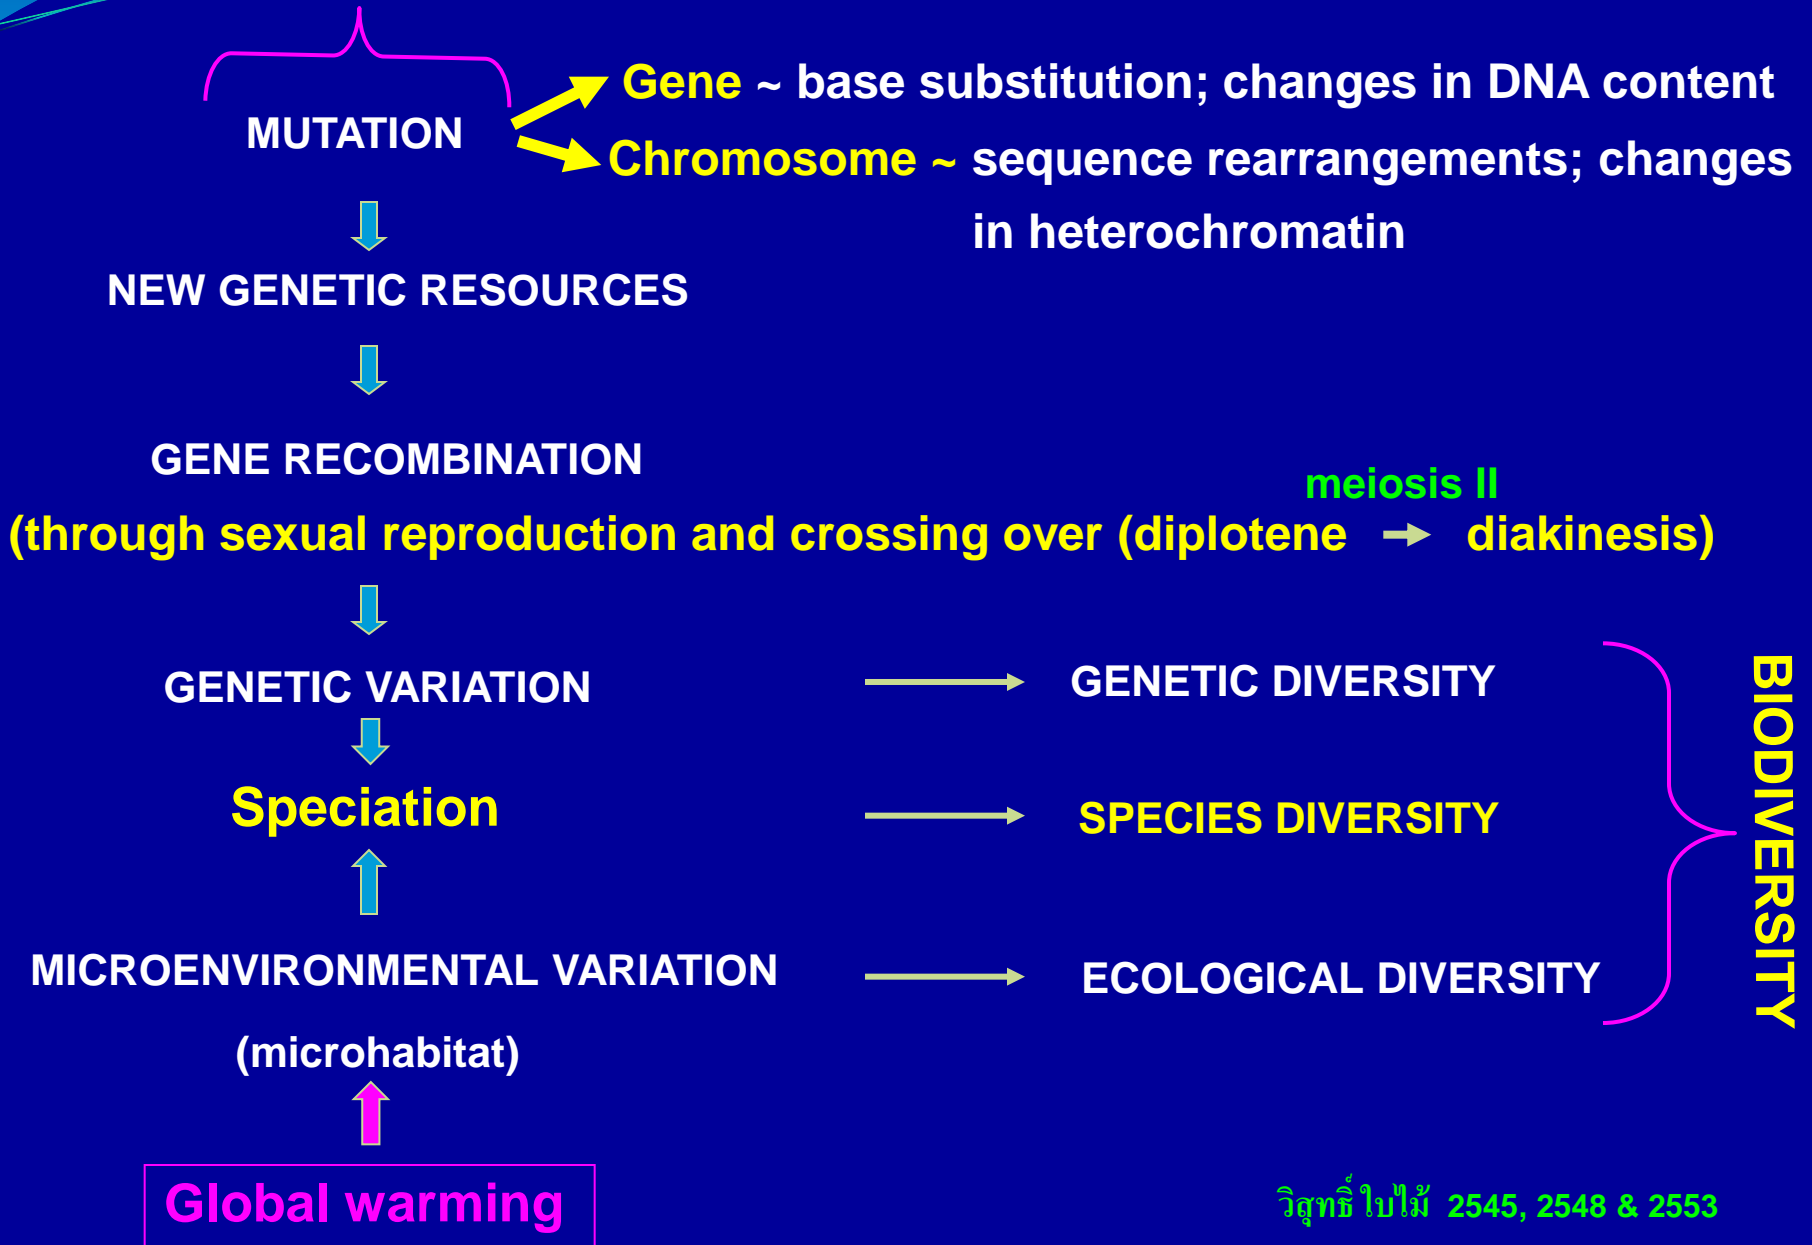 Gene ~ base substitution; changes in DNA content
MUTATION
Chromosome ~ sequence rearrangements; changes
in heterochromatin
NEW GENETIC RESOURCES
GENE RECOMBINATION
meiosis II
(through sexual reproduction and crossing over (diplotene → diakinesis)
GENETIC VARIATION
GENETIC DIVERSITY
Speciation
SPECIES DIVERSITY
MICROENVIRONMENTAL VARIATION
ECOLOGICAL DIVERSITY
(microhabitat)
BIODIVERSITY
Global warming
วิสุทธิ์ ใบไม้ 2545, 2548 & 2553